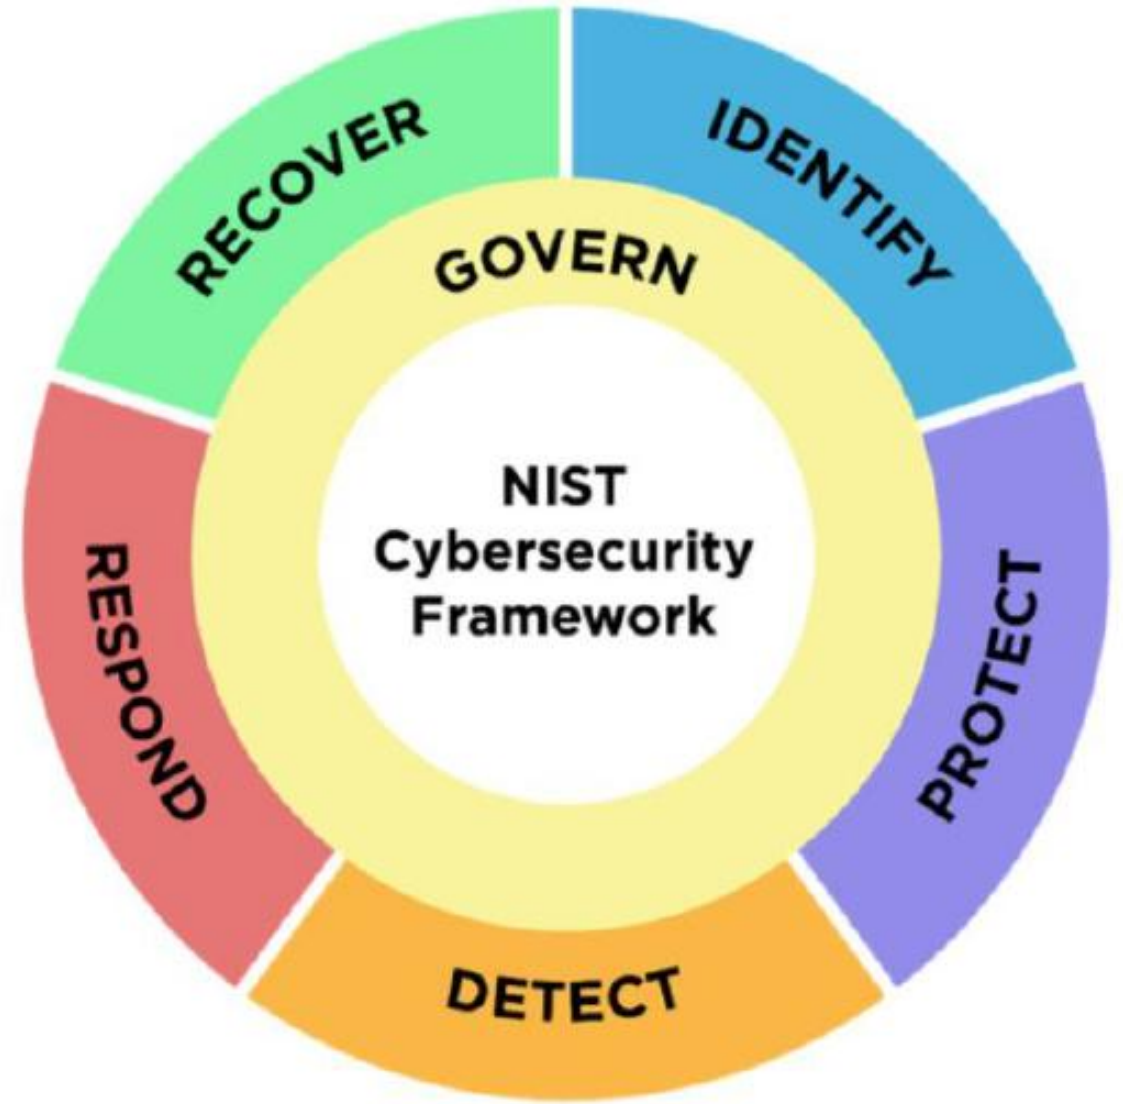 RECOVER
IDENTIFY
GOVERN
NIST
Cybersecurity
Framework
RESPOND
PROTECT
DETECT